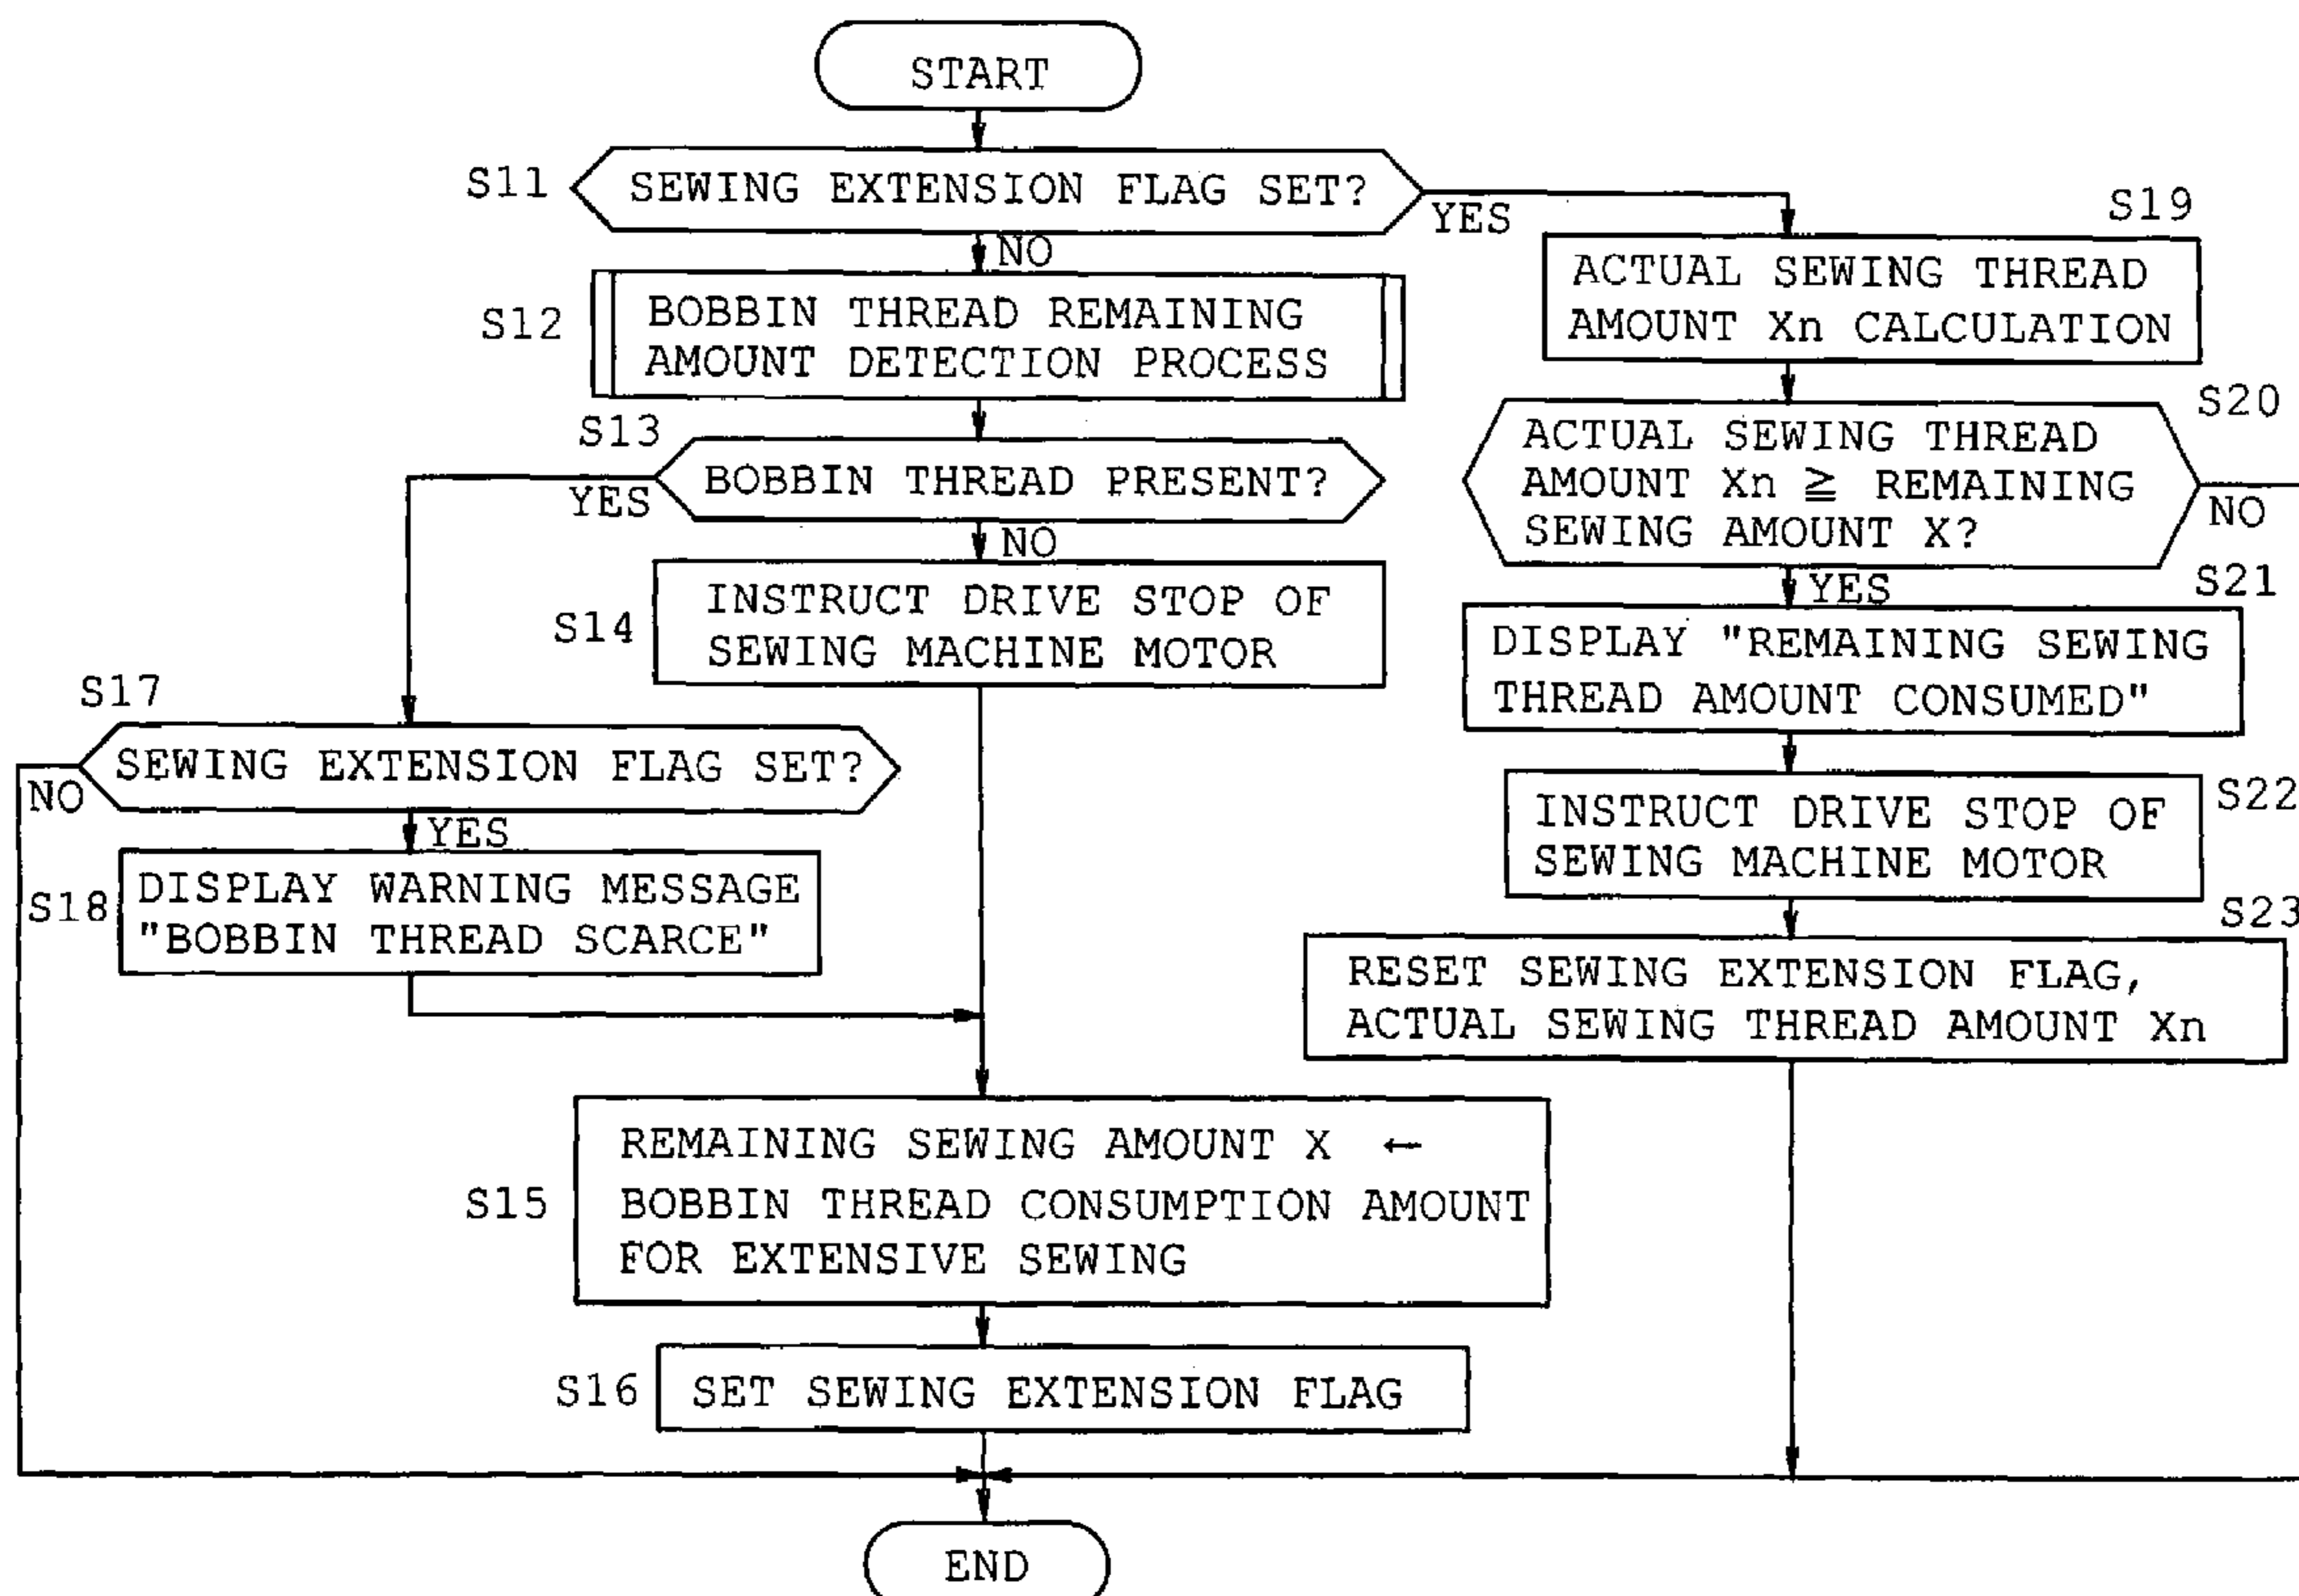 START
S11
SEWING EXTENSION FLAG SET?
YES
NO
S12
BOBBIN THREAD REMAINING
AMOUNT DETECTION PROCESS
S13
BOBBIN THREAD PRESENT?
YES
NO
S14
INSTRUCT DRIVE STOP OF
SEWING MACHINE MOTOR
S17
SEWING EXTENSION FLAG SET?
NO
YES
S18
DISPLAY WARNING MESSAGE
"BOBBIN THREAD SCARCE"
S15
REMAINING SEWING AMOUNT X ←
BOBBIN THREAD CONSUMPTION AMOUNT
FOR EXTENSIVE SEWING
S16
SET SEWING EXTENSION FLAG
S19
ACTUAL SEWING THREAD
AMOUNT Xn CALCULATION
S20
ACTUAL SEWING THREAD
AMOUNT Xn ≧ REMAINING
SEWING AMOUNT X?
NO
YES
S21
DISPLAY "REMAINING SEWING
THREAD AMOUNT CONSUMED"
S22
INSTRUCT DRIVE STOP OF
SEWING MACHINE MOTOR
S23
RESET SEWING EXTENSION FLAG,
ACTUAL SEWING THREAD AMOUNT Xn
END